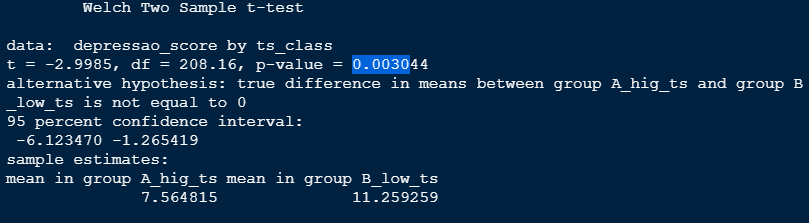 Welch Two Sample t-test
data:  depressao_score by ts_class
t = -2.9985, df = 208.16, p-value = 0.003044
alternative hypothesis: true difference in means between group A_hig_ts and group B
_low_ts is not equal to 0
95 percent confidence interval:
 -6.123470 -1.265419
sample estimates:
mean in group A_hig_ts mean in group B_low_ts
              7.564815              11.259259